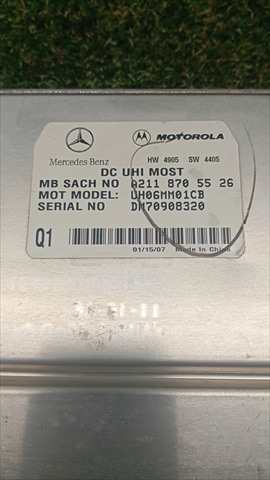 Mercedes Benz
MOTOROLA
HW 4905 SW 4405
DC UHI MOST
MB SACH NO A211 870 55 26
MOT MODEL: UH06MM01CB
SERIAL NO DM70908320
Q1
01/15/07 Made in China